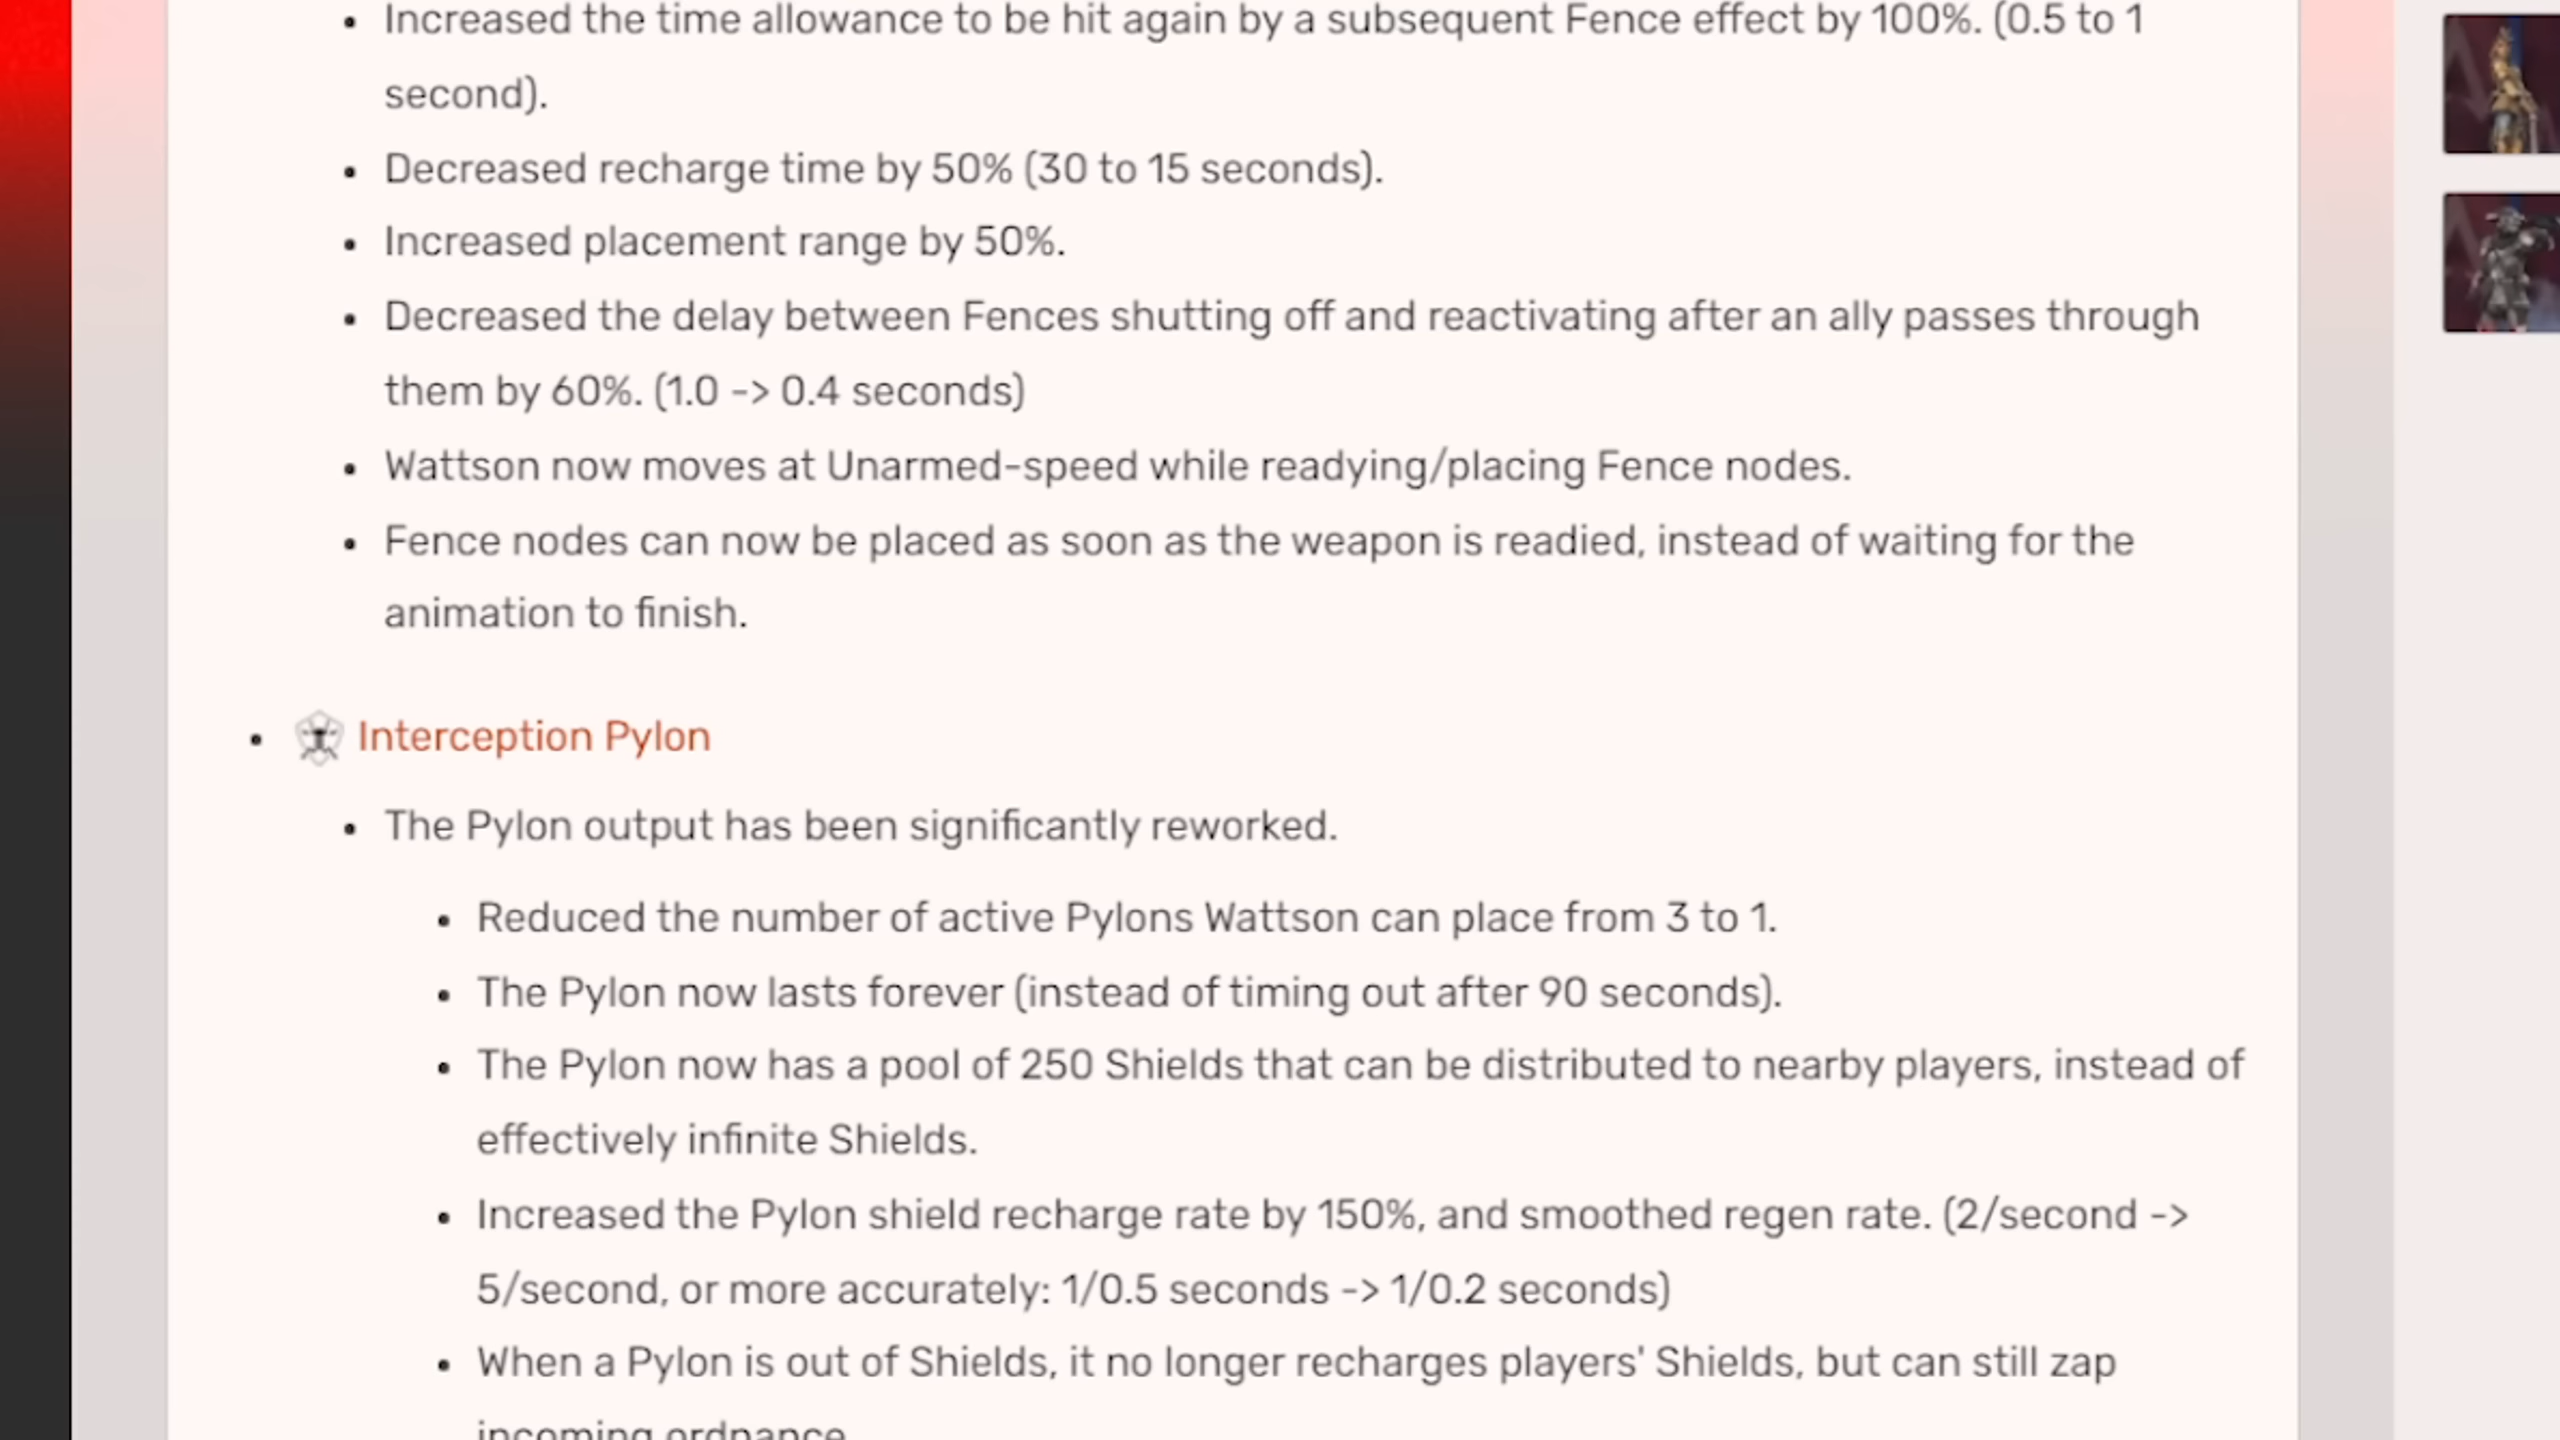 Increased the time allowance to be hit again by a subsequent Fence effect by 100%. (0.5 to 1
second).
Decreased recharge time by 50% (30 to 15 seconds).
Increased placement range by 50%.
Decreased the delay between Fences shutting off and reactivating after an ally passes through
them by 60%. (1.0 -> 0.4 seconds)
Wattson now moves at Unarmed-speed while readying/placing Fence nodes.
Fence nodes can now be placed as soon as the weapon is readied, instead of waiting for the
animation to finish.
Interception Pylon
The Pylon output has been significantly reworked.
Reduced the number of active Pylons Wattson can place from 3 to 1.
The Pylon now lasts forever (instead of timing out after 90 seconds).
The Pylon now has a pool of 250 Shields that can be distributed to nearby players, instead of
effectively infinite Shields.
Increased the Pylon shield recharge rate by 150%, and smoothed regen rate. (2/second ->
5/second, or more accurately: 1/0.5 seconds -> 1/0.2 seconds)
When a Pylon is out of Shields, it no longer recharges players' Shields, but can still zap
incoming ordnance